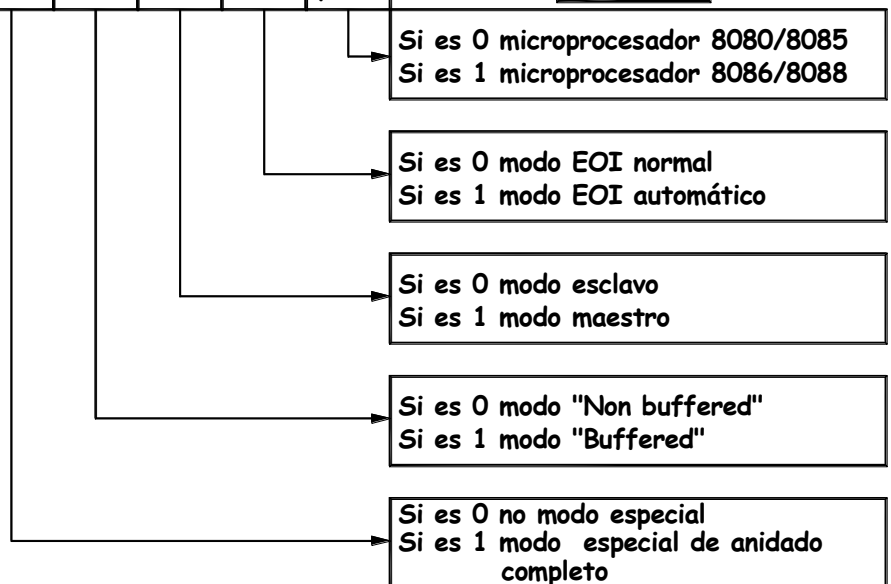 Si es 0 microprocesador 8080/8085
Si es 1 microprocesador 8086/8088
Si es 0 modo EOI normal
Si es 1 modo EOI automático
Si es 0 modo esclavo
Si es 1 modo maestro
Si es 0 modo "Non buffered"
Si es 1 modo "Buffered"
Si es 0 no modo especial
Si es 1 modo especial de anidado
completo